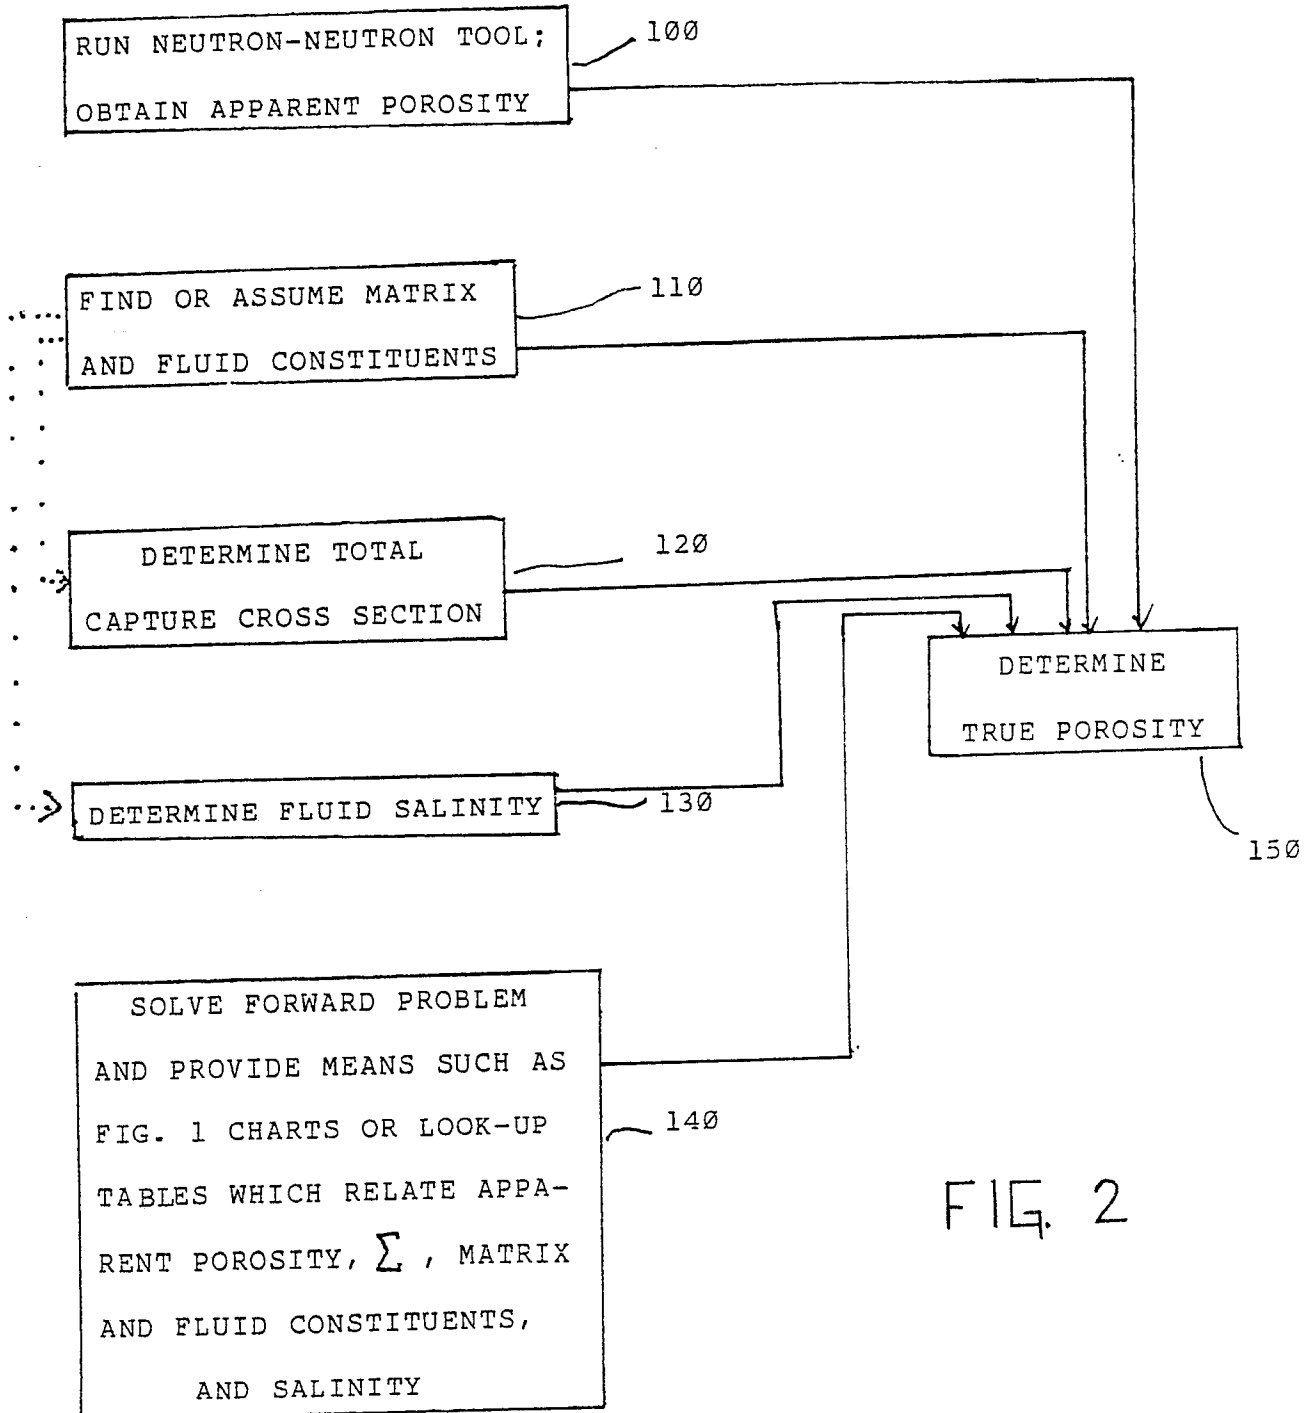 RUN NEUTRON-NEUTRON TOOL;
OBTAIN APPARENT POROSITY
100
FIND OR ASSUME MATRIX
AND FLUID CONSTITUENTS
110
DETERMINE TOTAL
CAPTURE CROSS SECTION
120
DETERMINE
TRUE POROSITY
150
DETERMINE FLUID SALINITY
130
SOLVE FORWARD PROBLEM
AND PROVIDE MEANS SUCH AS
FIG. 1 CHARTS OR LOOK-UP
TABLES WHICH RELATE APPA-
RENT POROSITY, Σ, MATRIX
AND FLUID CONSTITUENTS,
AND SALINITY
140
FIG. 2